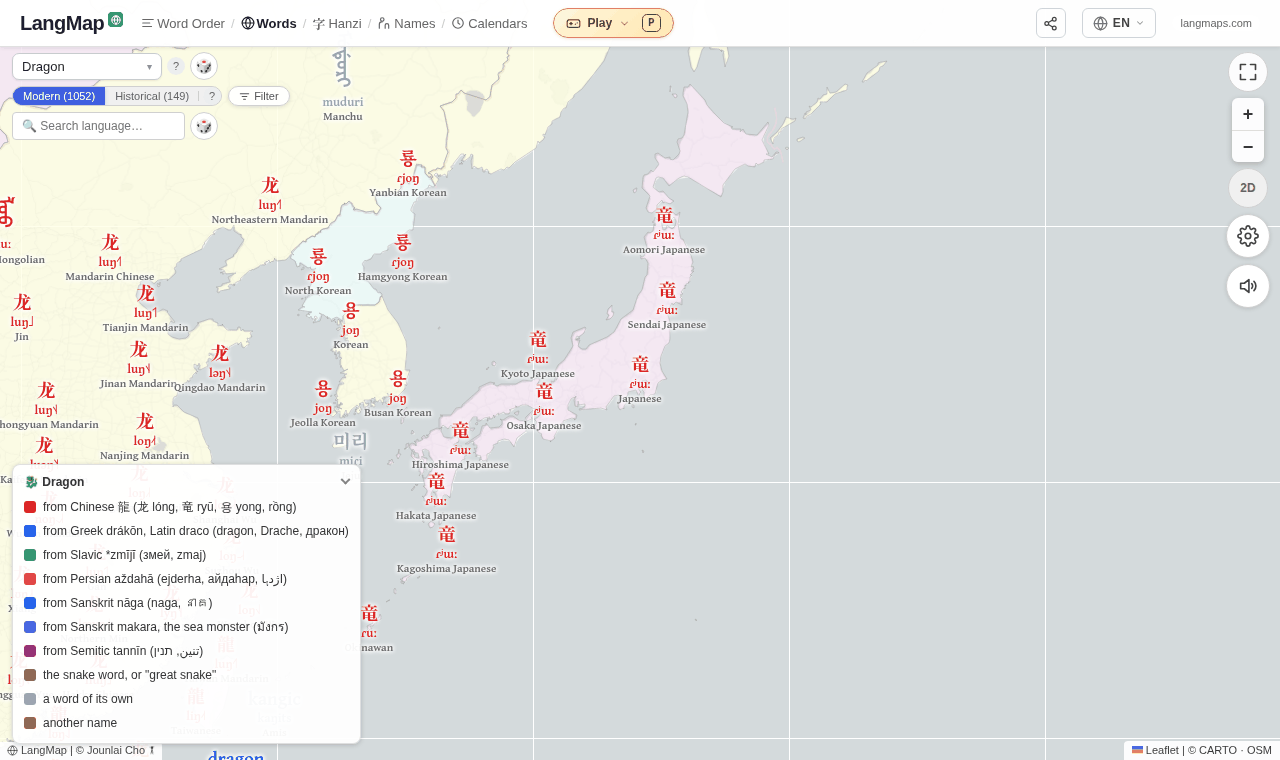 LangMap
Word Order / Words / Hanzi / Names / Calendars
Play P
EN
langmaps.com
Dragon
?
Modern (1052) Historical (149) ?
Filter
🔍 Search language…
+
−
2D
muduri
Manchu
룡
rjoŋ
Yanbian Korean
龙
luŋ˧˥
Northeastern Mandarin
龙
luŋ˧˥
Mandarin Chinese
룡
rjoŋ
North Korean
룡
rjoŋ
Hamgyong Korean
竜
Aomori Japanese
龙
Jin
龙
Tianjin Mandarin
용
joŋ
Korean
竜
Sendai Japanese
龙
Jinan Mandarin
龙
Qingdao Mandarin
竜
Kyoto Japanese
竜
Japanese
龙
龙
Nanjing Mandarin
용
joŋ
Jeolla Korean
용
joŋ
Busan Korean
竜
Osaka Japanese
미리
miɾi
竜
Hiroshima Japanese
龙
竜
Hakata Japanese
竜
Kagoshima Japanese
竜
🐉 Dragon
from Chinese 龍 (龙 lóng, 竜 ryū, 용 yong, rồng)
from Greek drákōn, Latin draco (dragon, Drache, дракон)
from Slavic *zmījī (змей, zmaj)
from Persian aždahā (ejderha, айдаһар, اژدها)
from Sanskrit nāga (naga, នាគ)
from Sanskrit makara, the sea monster (มังกร)
from Semitic tannīn (تنين, תנין)
the snake word, or "great snake"
a word of its own
another name
dragon
LangMap | © Jounlai Cho
Leaflet | © CARTO · OSM